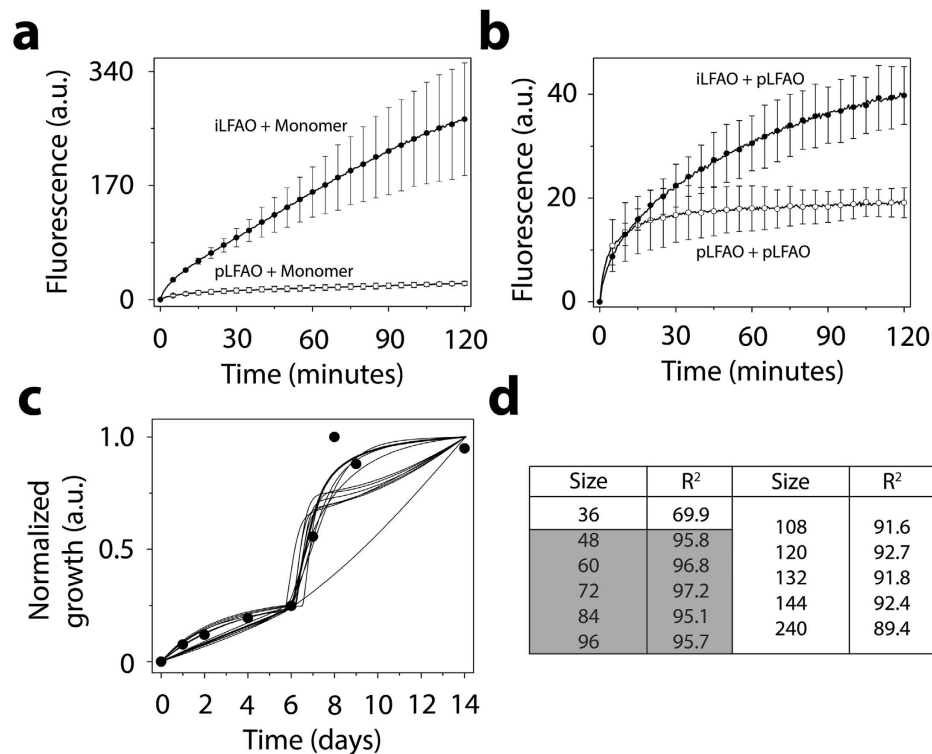 a
Fluorescence (a.u.)
340
170
0
iLFAO + Monomer
pLFAO + Monomer
0 30 60 90 120
Time (minutes)
b
Fluorescence (a.u.)
40
20
0
iLFAO + pLFAO
pLFAO + pLFAO
0 30 60 90 120
Time (minutes)
c
Normalized
growth (a.u.)
1.0
0.5
0.0
0 2 4 6 8 10 12 14
Time (days)
d
Size R² Size R²
36 69.9
48 95.8
60 96.8
72 97.2
84 95.1
96 95.7
108 91.6
120 92.7
132 91.8
144 92.4
240 89.4